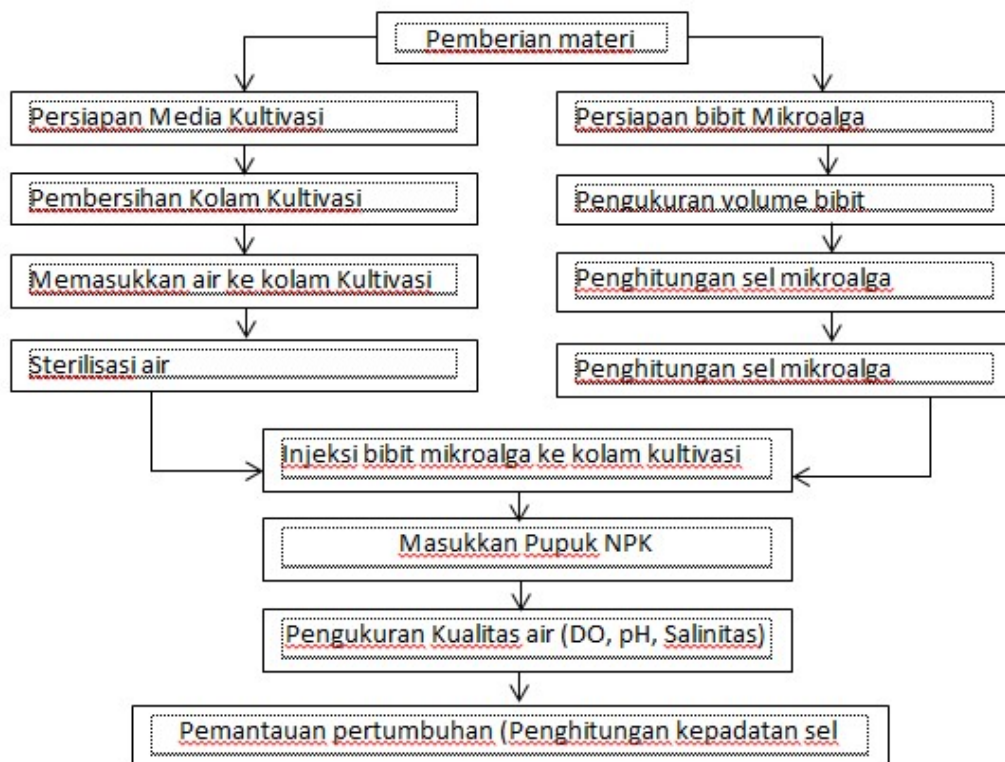 Pemberian materi
Persiapan Media Kultivasi
Pembersihan Kolam Kultivasi
Memasukkan air ke kolam Kultivasi
Sterilisasi air
Persiapan bibit Mikroalga
Pengukuran volume bibit
Penghitungan sel mikroalga
Penghitungan sel mikroalga
Injeksi bibit mikroalga ke kolam kultivasi
Masukkan Pupuk NPK
Pengukuran Kualitas air (DO, pH, Salinitas)
Pemantauan pertumbuhan (Penghitungan kepadatan sel